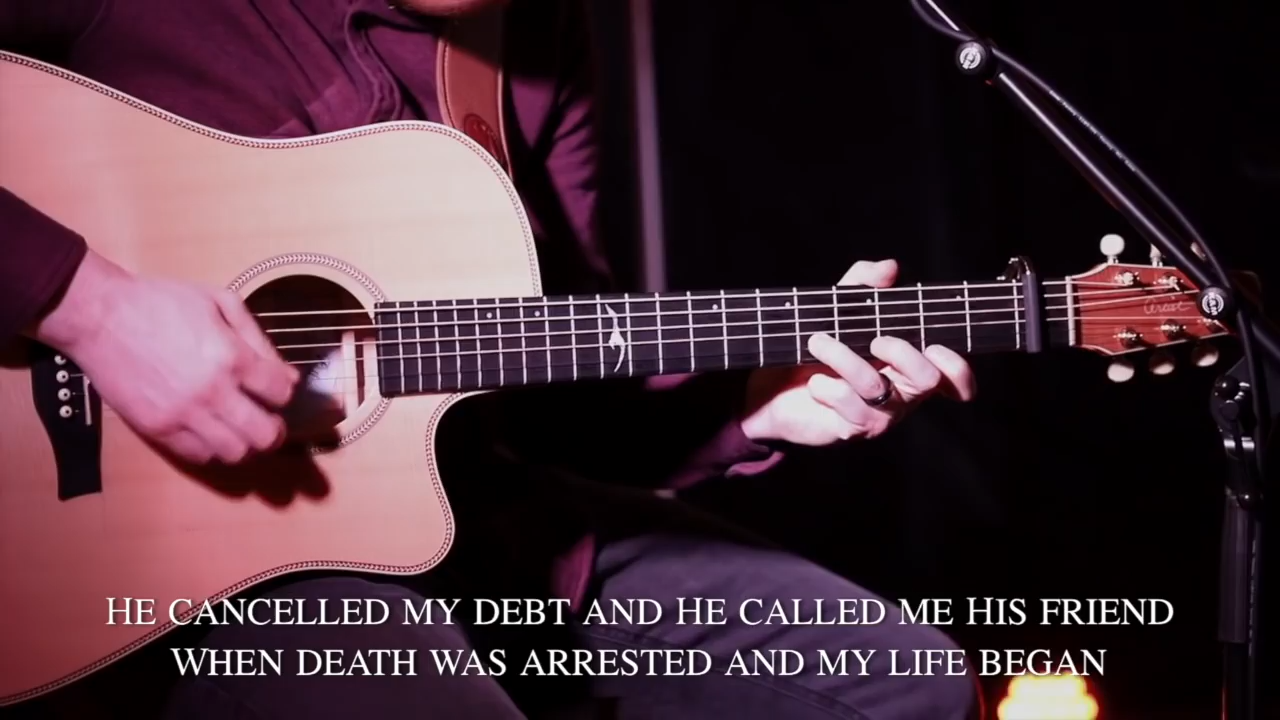 HE CANCELLED MY DEBT AND HE CALLED ME HIS FRIEND
WHEN DEATH WAS ARRESTED AND MY LIFE BEGAN